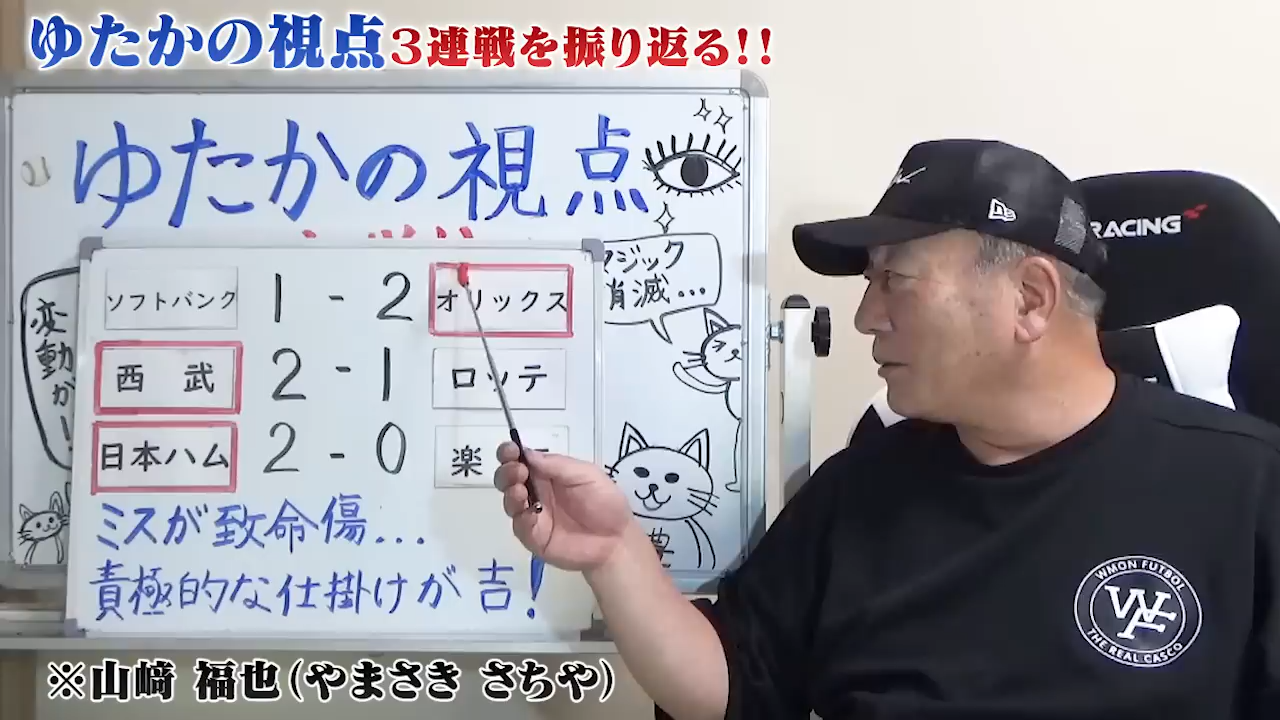 ゆたかの視点3連戦を振り返る!!
ゆたかの視点
マジック
消滅...
変動が!
ソフトバンク 1 - 2 オリックス
西 武 2 - 1 ロッテ
日本ハム 2 - 0 楽
ミスが致命傷...
責極的な仕掛けが吉!
豊
RACING
WMON FUTBOL
WF
THE REAL CASCO
※山﨑 福也(やまさき さちや)